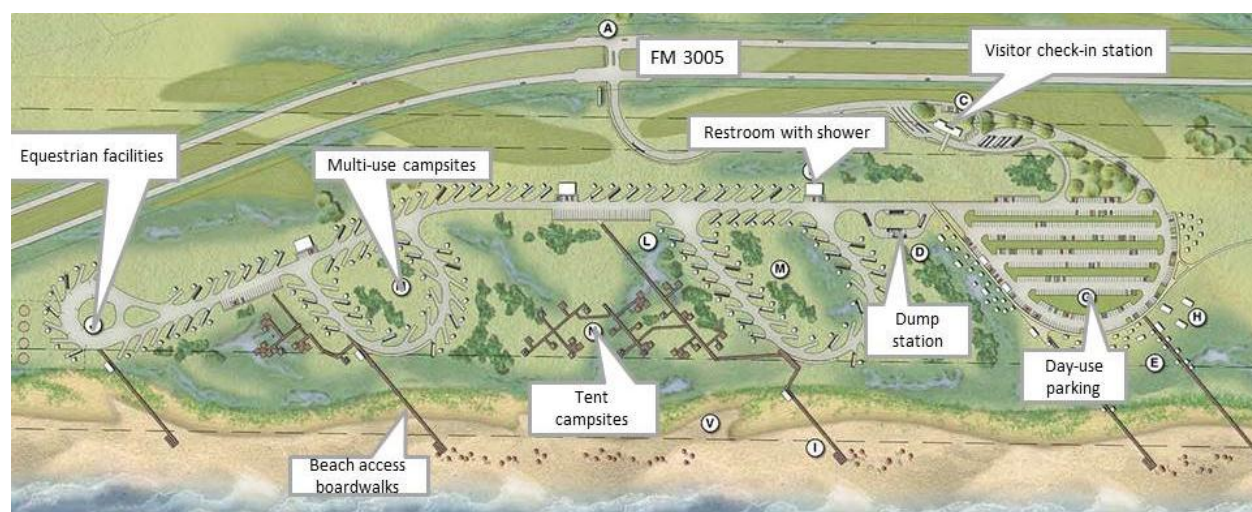 A
FM 3005
Visitor check-in station
C
Restroom with shower
Multi-use campsites
Equestrian facilities
L
D
M
G
H
N
E
Dump
station
Day-use
parking
Tent
campsites
V
I
Beach access
boardwalks